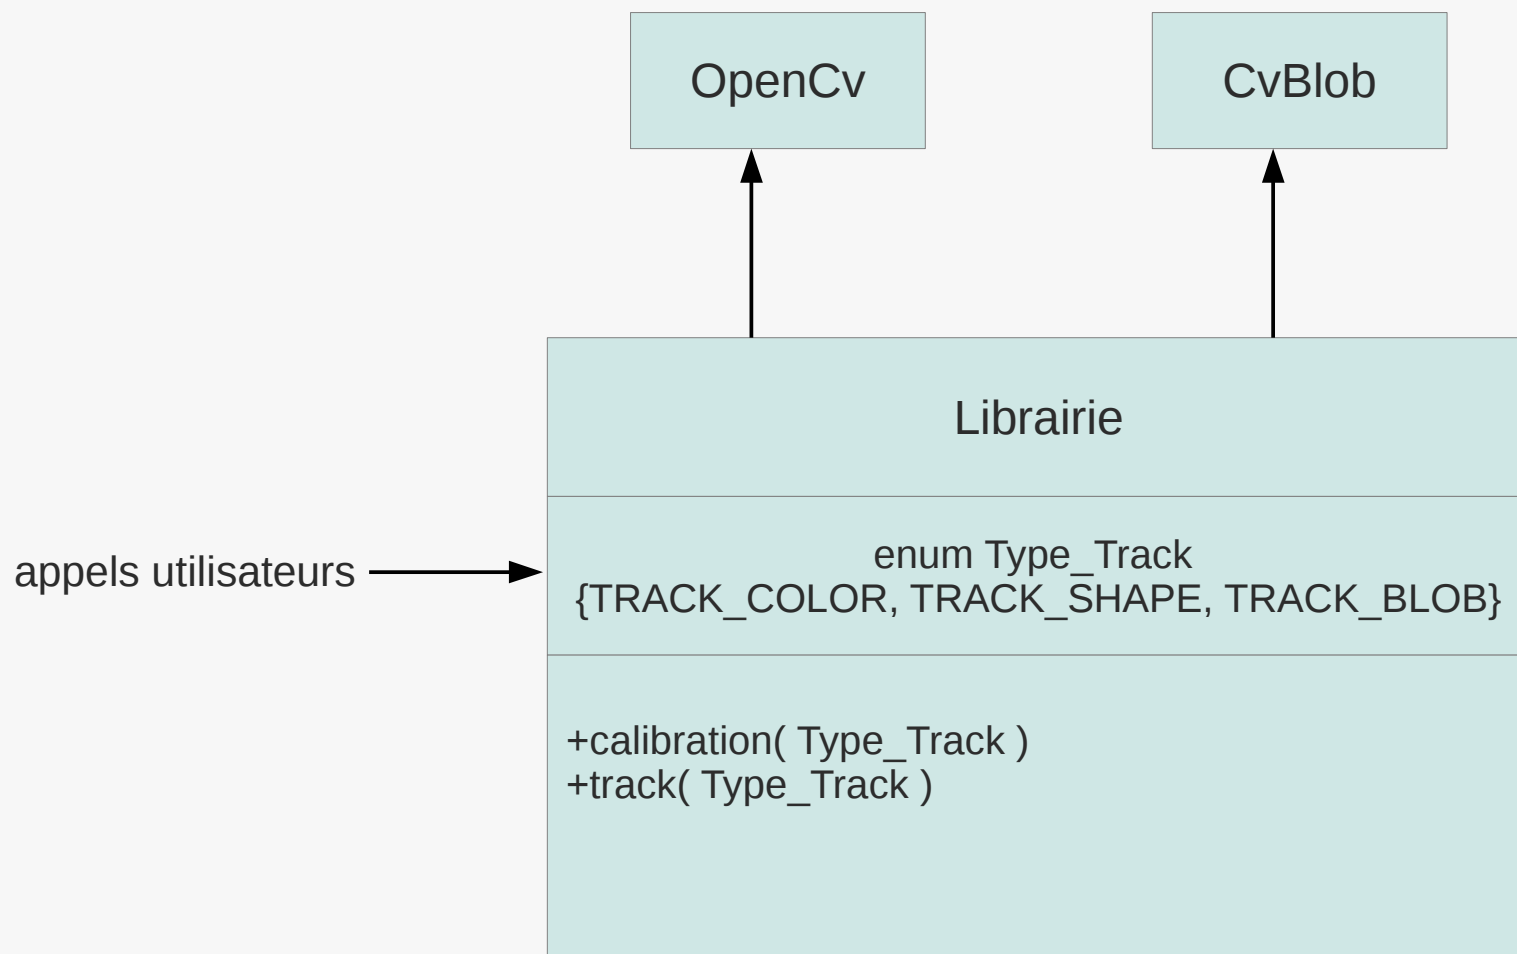 OpenCv
CvBlob
Librairie
appels utilisateurs
enum Type_Track
{TRACK_COLOR, TRACK_SHAPE, TRACK_BLOB}
+calibration( Type_Track )
+track( Type_Track )